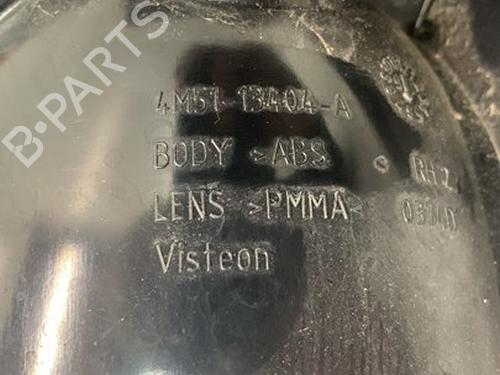 B-PARTS
4M51-13404-A
BODY >ABS <
LENS >PMMA<
Visteon